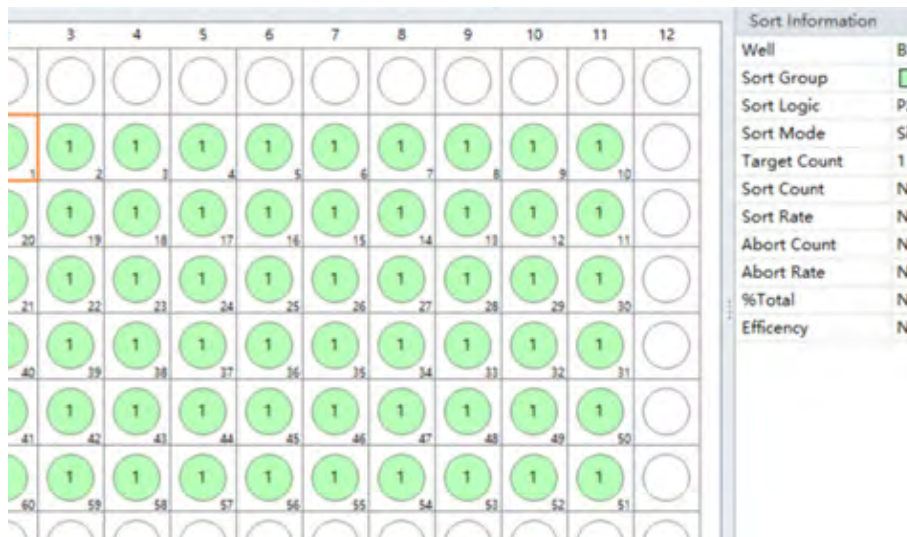 3 4 5 6 7 8 9 10 11 12
1 1 1 1 1 1 1 1 1
1 2 3 4 5 6 7 8 9 10
1 1 1 1 1 1 1 1 1
20 19 18 17 16 15 14 13 12 11
1 1 1 1 1 1 1 1 1
21 22 23 24 25 26 27 28 29 30
1 1 1 1 1 1 1 1 1
40 39 38 37 36 35 34 33 32 31
1 1 1 1 1 1 1 1 1
41 42 43 44 45 46 47 48 49 50
1 1 1 1 1 1 1 1 1
60 59 58 57 56 55 54 53 52 51
Sort Information
Well B
Sort Group
Sort Logic P
Sort Mode Si
Target Count 1
Sort Count N
Sort Rate N
Abort Count N
Abort Rate N
%Total N
Efficency N